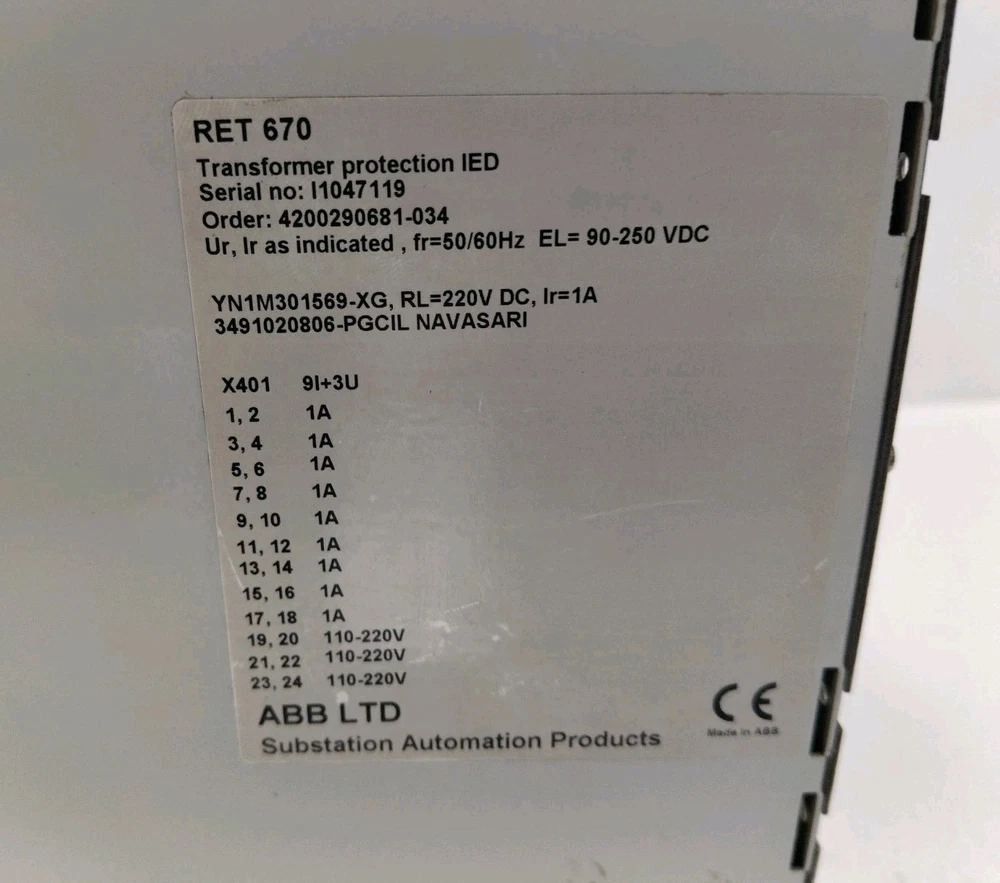 RET 670
Transformer protection IED
Serial no: I1047119
Order: 4200290681-034
Ur, Ir as indicated , fr=50/60Hz EL= 90-250 VDC
YN1M301569-XG, RL=220V DC, Ir=1A
3491020806-PGCIL NAVASARI
X401 9I+3U
1, 2 1A
3, 4 1A
5, 6 1A
7, 8 1A
9, 10 1A
11, 12 1A
13, 14 1A
15, 16 1A
17, 18 1A
19, 20 110-220V
21, 22 110-220V
23, 24 110-220V
ABB LTD
Substation Automation Products
CE
Made in ABB